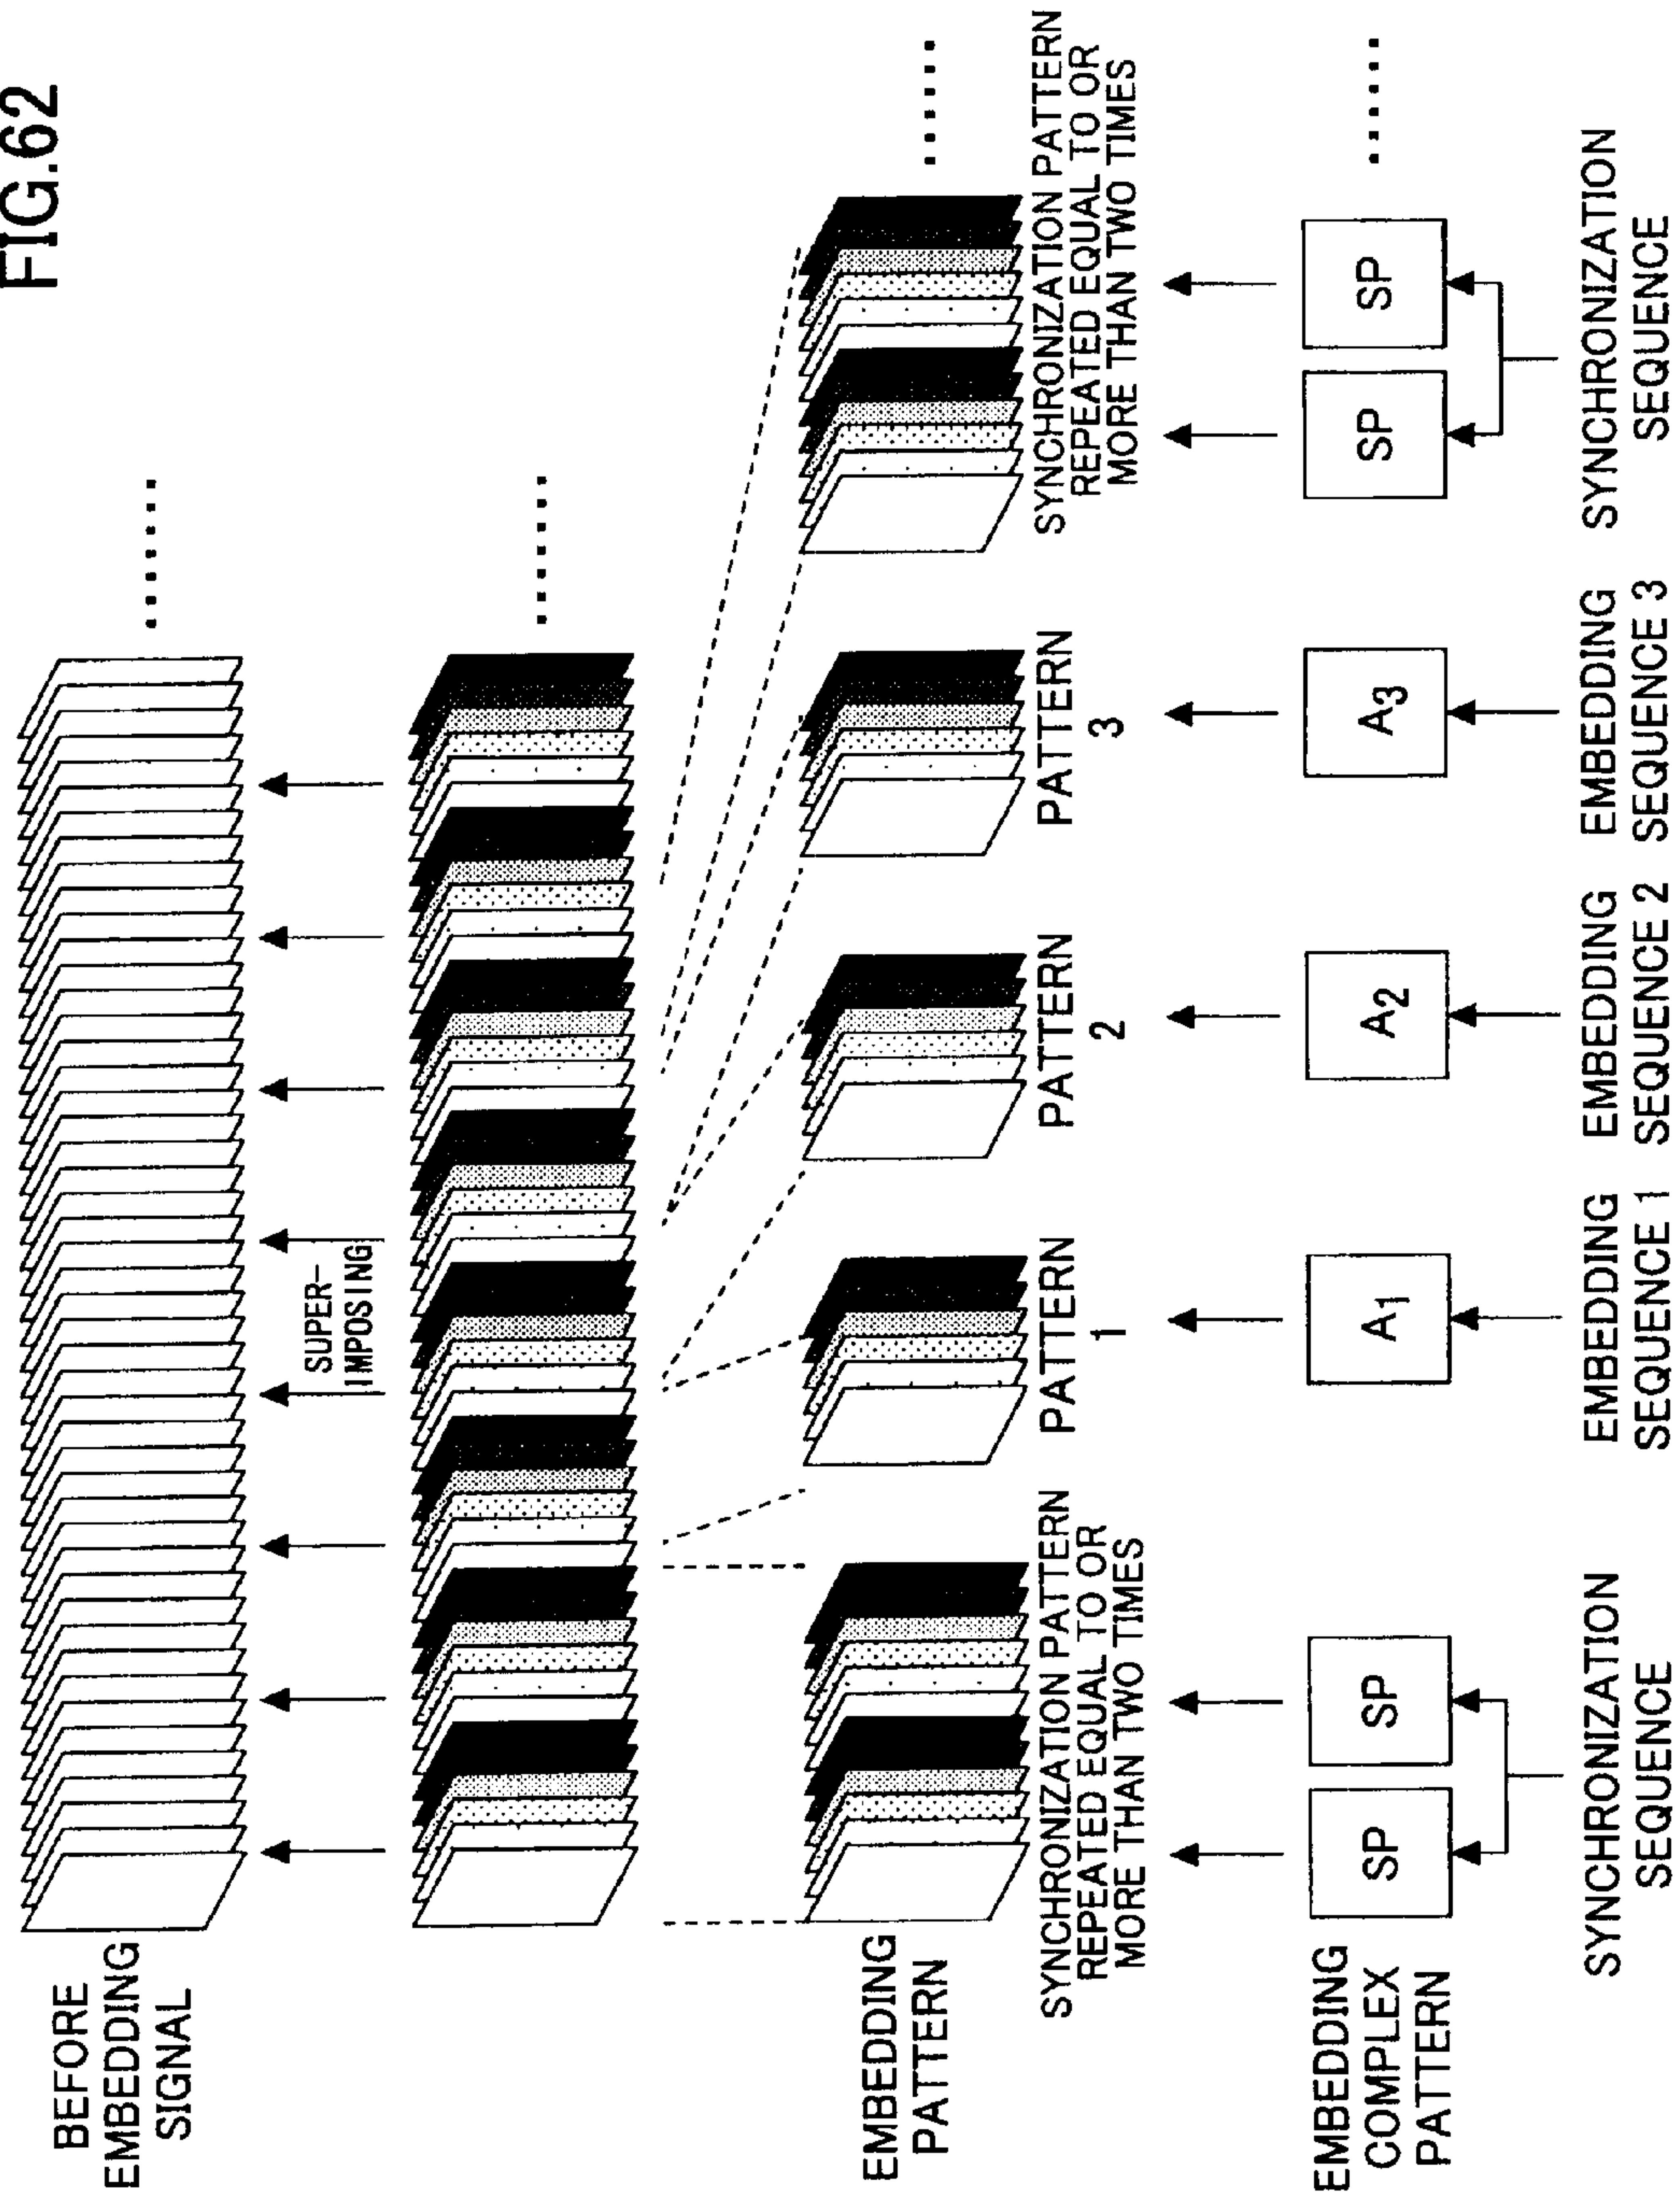 FIG.62
BEFORE
EMBEDDING
SIGNAL
SUPER-
IMPOSING
EMBEDDING
PATTERN
SYNCHRONIZATION PATTERN
REPEATED EQUAL TO OR
MORE THAN TWO TIMES
PATTERN
1
PATTERN
2
PATTERN
3
SYNCHRONIZATION PATTERN
REPEATED EQUAL TO OR
MORE THAN TWO TIMES
EMBEDDING
COMPLEX
PATTERN
SP
SP
A1
A2
A3
SP
SP
SYNCHRONIZATION
SEQUENCE
EMBEDDING
SEQUENCE 1
EMBEDDING
SEQUENCE 2
EMBEDDING
SEQUENCE 3
SYNCHRONIZATION
SEQUENCE